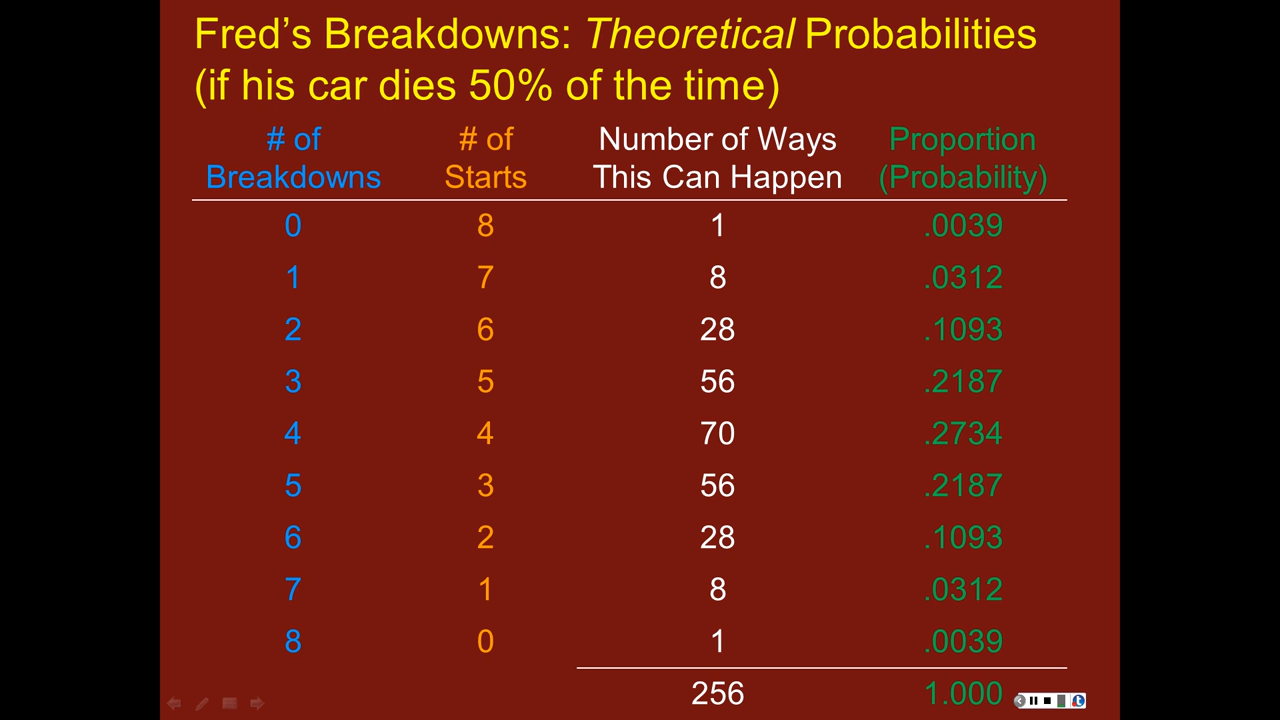 Fred’s Breakdowns: Theoretical Probabilities
(if his car dies 50% of the time)
# of # of Number of Ways Proportion
Breakdowns Starts This Can Happen (Probability)
0 8 1 .0039
1 7 8 .0312
2 6 28 .1093
3 5 56 .2187
4 4 70 .2734
5 3 56 .2187
6 2 28 .1093
7 1 8 .0312
8 0 1 .0039
256 1.000